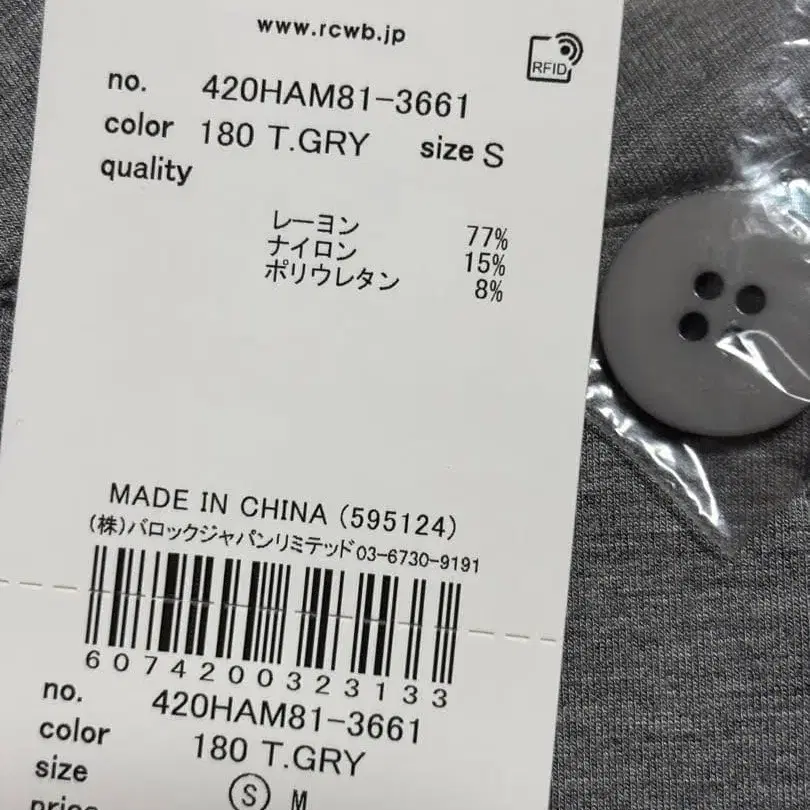 www.rcwb.jp
RFID
no. 420HAM81-3661
color 180 T.GRY size S
quality
レーヨン 77%
ナイロン 15%
ポリウレタン 8%
MADE IN CHINA (595124)
(株)バロックジャパンリミテッド03-6730-9191
6074200323133
no. 420HAM81-3661
color 180 T.GRY
size S M
price